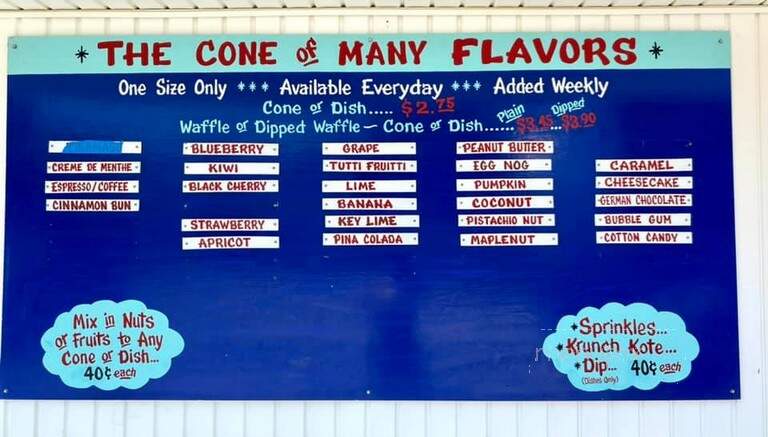 * THE CONE of MANY FLAVORS *
One Size Only *** Available Everyday *** Added Weekly
Cone or Dish..... $2.75
Plain Dipped
Waffle or Dipped Waffle — Cone or Dish...... $3.45...$3.90
CREME DE MENTHE
ESPRESSO/COFFEE
CINNAMON BUN
BLUEBERRY
KIWI
BLACK CHERRY
STRAWBERRY
APRICOT
GRAPE
TUTTI FRUITTI
LIME
BANANA
KEY LIME
PINA COLADA
PEANUT BUTTER
EGG NOG
PUMPKIN
COCONUT
PISTACHIO NUT
MAPLENUT
CARAMEL
CHEESECAKE
GERMAN CHOCOLATE
BUBBLE GUM
COTTON CANDY
Mix in Nuts
or Fruits to Any
Cone or Dish...
40¢ each
*Sprinkles...
*Krunch Kote...
*Dip... 40¢ each
(Dishes Only)